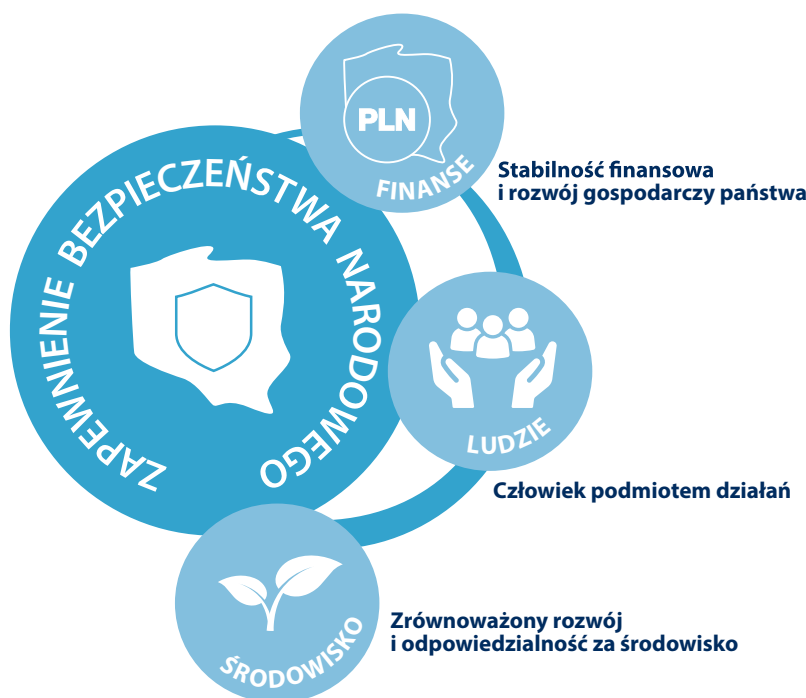 ZAPEWNIENIE BEZPIECZEŃSTWA NARODOWEGO
PLN
FINANSE
Stabilność finansowa
i rozwój gospodarczy państwa
LUDZIE
Człowiek podmiotem działań
ŚRODOWISKO
Zrównoważony rozwój
i odpowiedzialność za środowisko